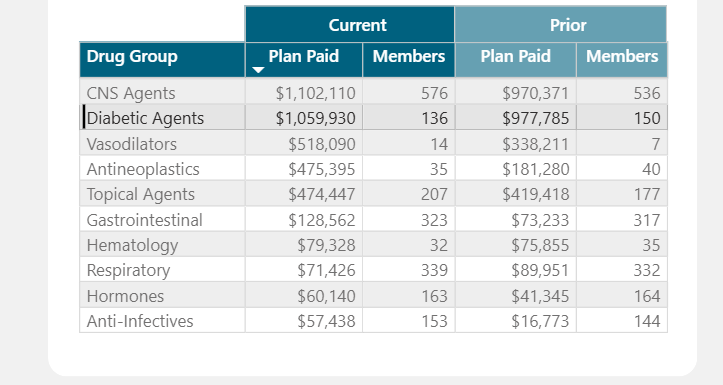 Current Prior
Drug Group Plan Paid Members Plan Paid Members
CNS Agents $1,102,110 576 $970,371 536
Diabetic Agents $1,059,930 136 $977,785 150
Vasodilators $518,090 14 $338,211 7
Antineoplastics $475,395 35 $181,280 40
Topical Agents $474,447 207 $419,418 177
Gastrointestinal $128,562 323 $73,233 317
Hematology $79,328 32 $75,855 35
Respiratory $71,426 339 $89,951 332
Hormones $60,140 163 $41,345 164
Anti-Infectives $57,438 153 $16,773 144